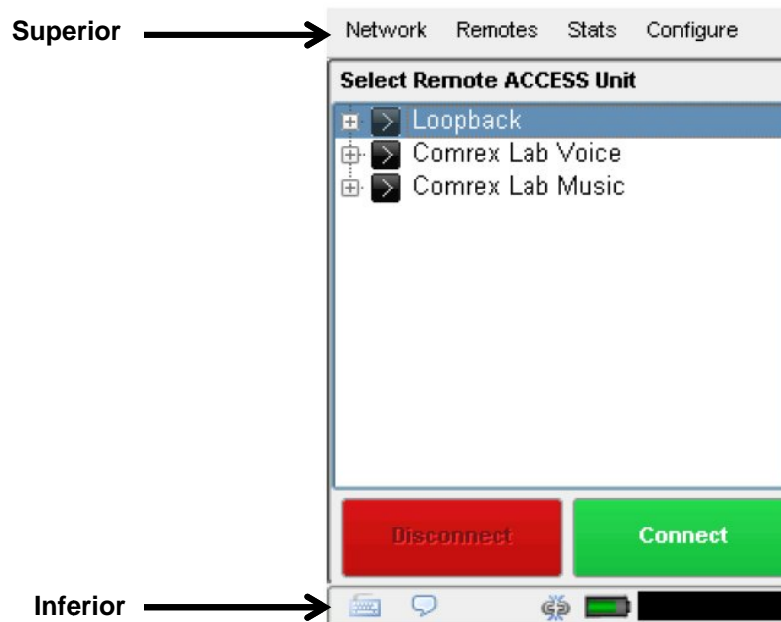 Superior
Network Remotes Stats Configure
Select Remote ACCESS Unit
Loopback
Comrex Lab Voice
Comrex Lab Music
Disconnect Connect
Inferior